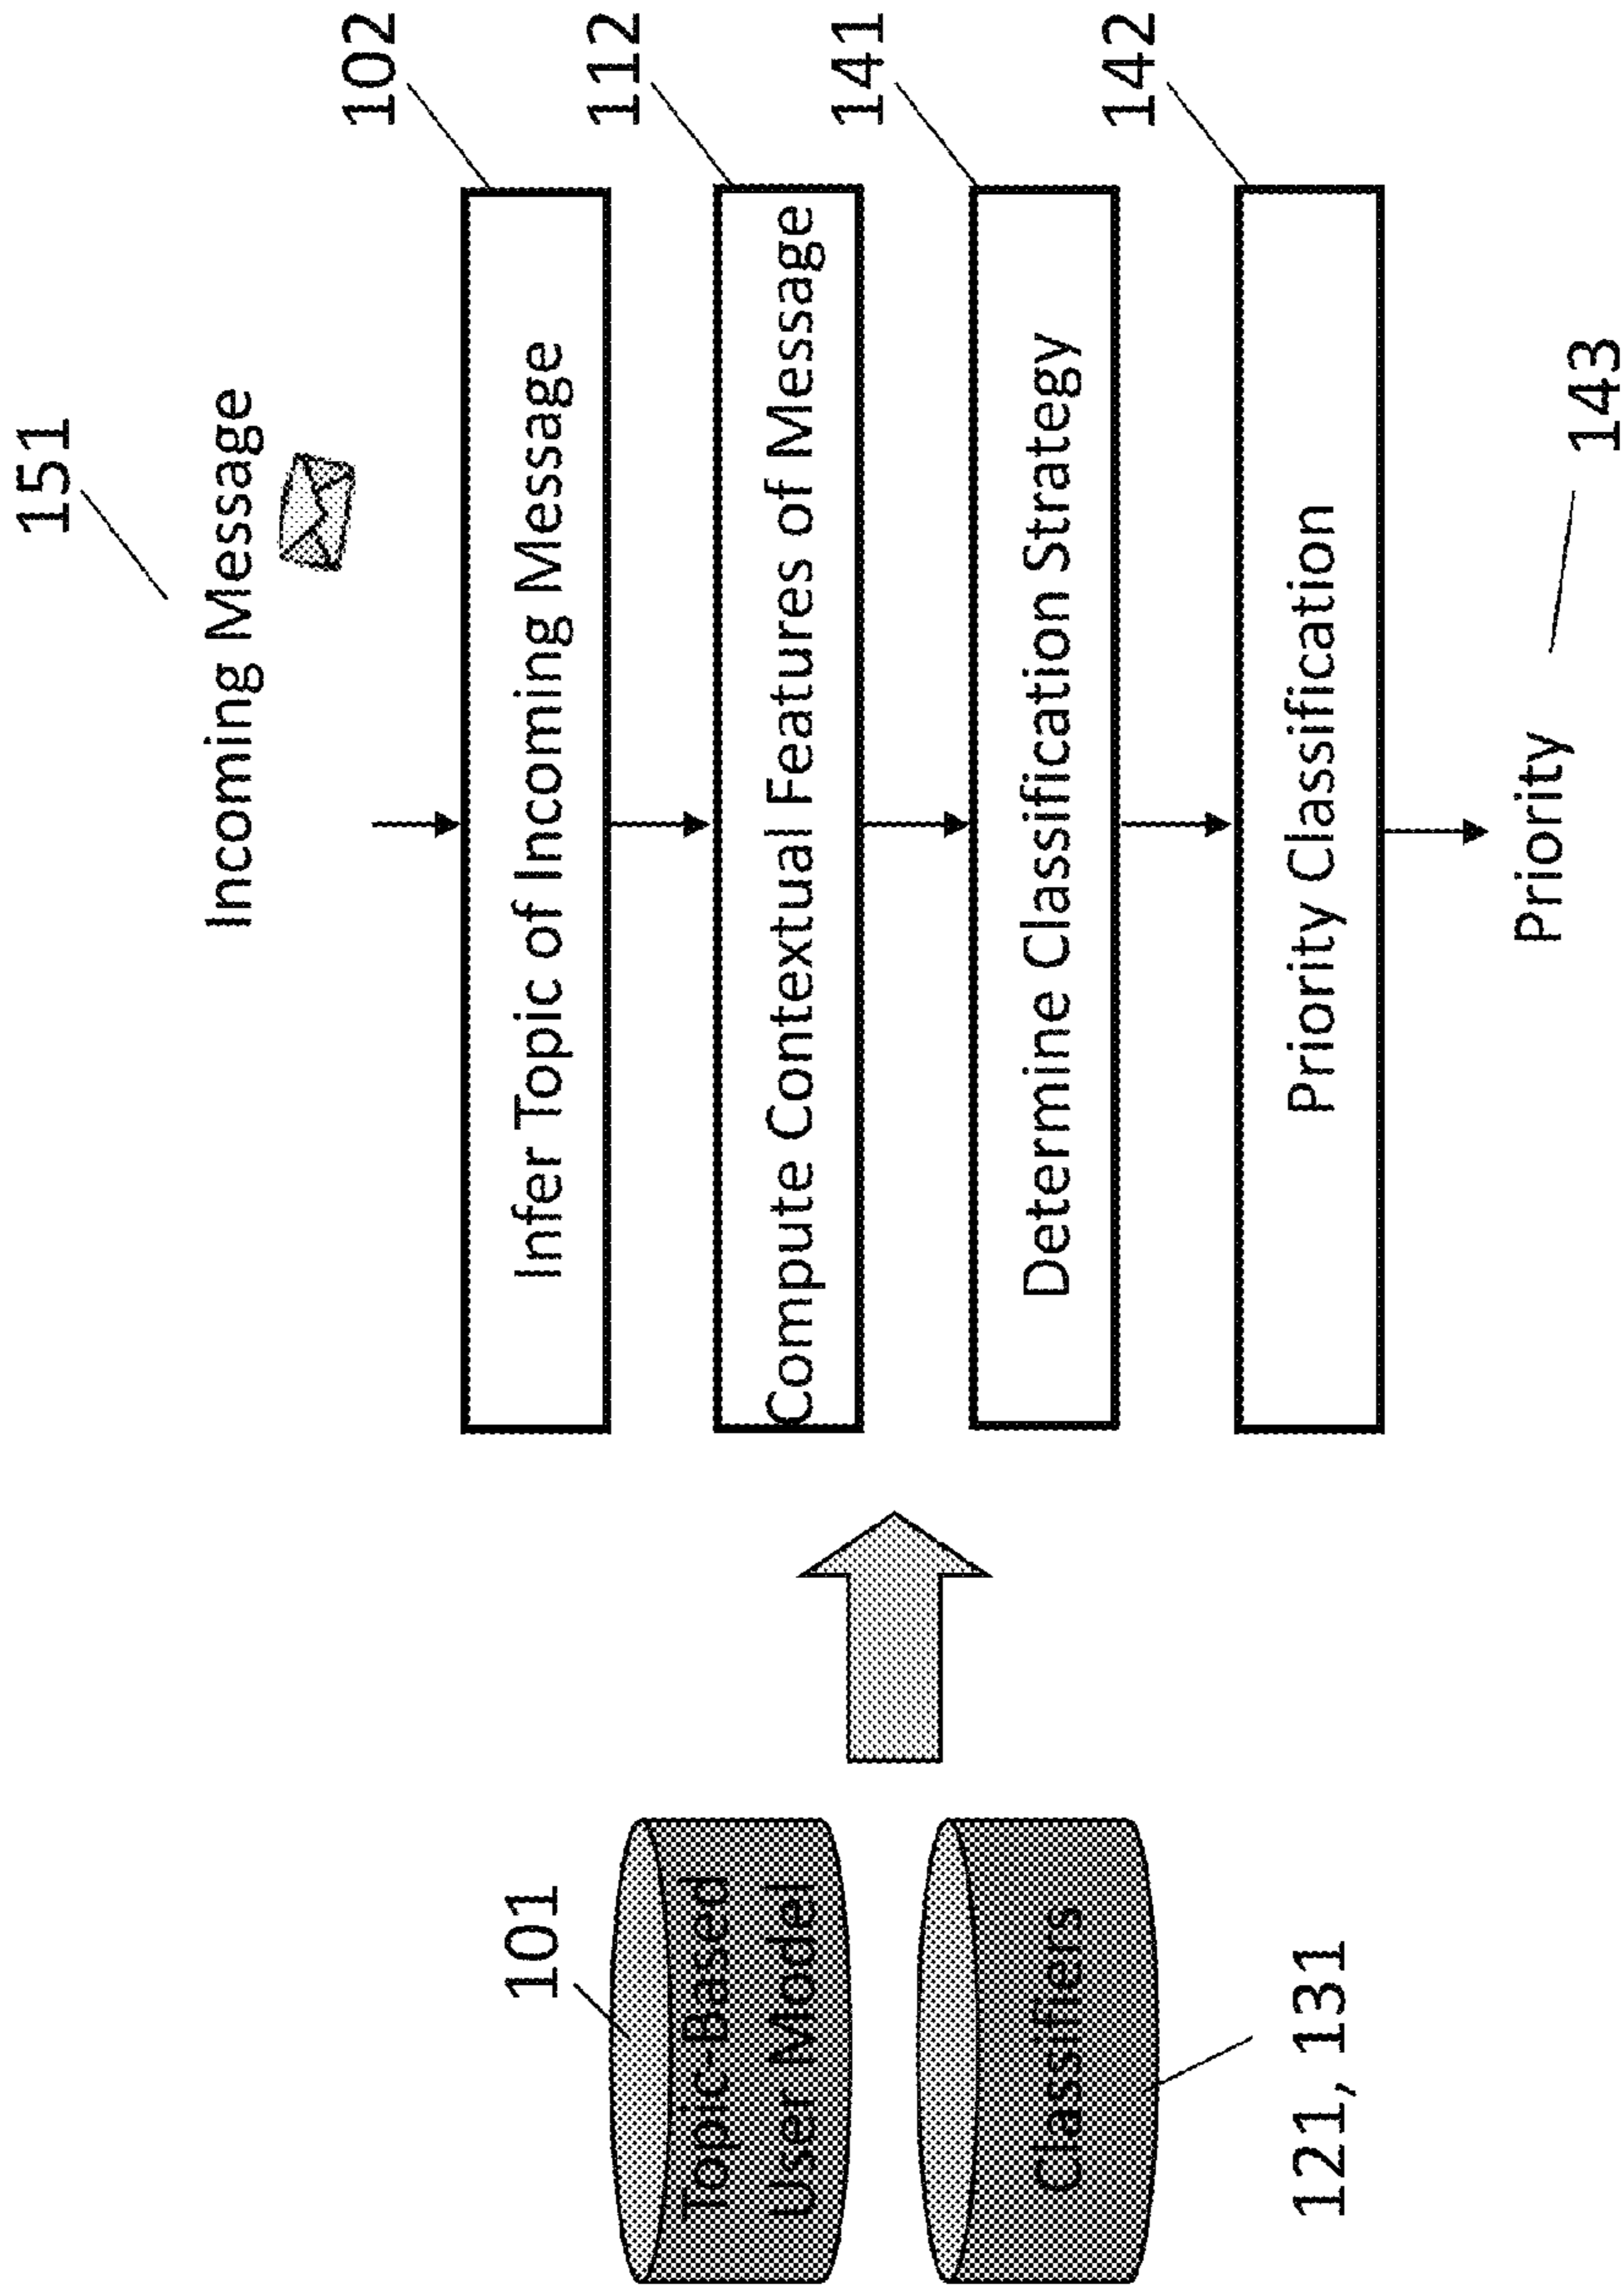 151
Incoming Message
102
Infer Topic of Incoming Message
112
Compute Contextual Features of Message
141
Determine Classification Strategy
142
Priority Classification
Priority
143
101
Topic-Based
User Model
Classifiers
121, 131